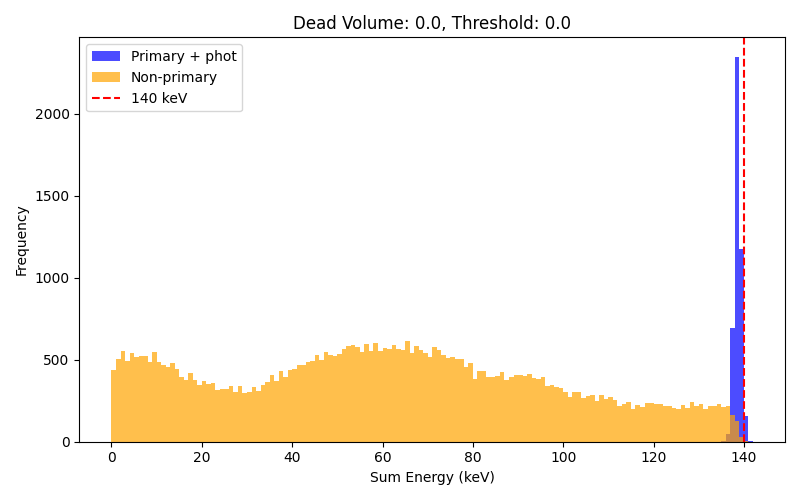 Dead Volume: 0.0, Threshold: 0.0
Primary + phot
Non-primary
140 keV
Frequency
2000
1500
1000
500
0
0 20 40 60 80 100 120 140
Sum Energy (keV)